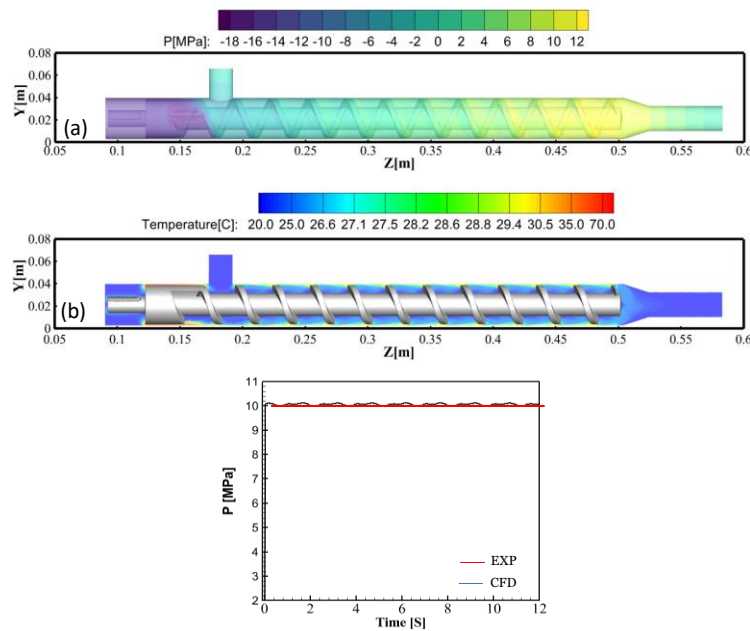 P[MPa]: -18 -16 -14 -12 -10 -8 -6 -4 -2 0 2 4 6 8 10 12
0.08
0.06
0.04
0.02
0
Y[m]
(a)
0.05 0.1 0.15 0.2 0.25 0.3 0.35 0.4 0.45 0.5 0.55 0.6
Z[m]
Temperature[C]: 20.0 25.0 26.6 27.1 27.5 28.2 28.6 28.8 29.4 30.5 35.0 70.0
0.08
0.06
0.04
0.02
0
Y[m]
(b)
0.05 0.1 0.15 0.2 0.25 0.3 0.35 0.4 0.45 0.5 0.55 0.6
Z[m]
11
10
9
8
7
6
5
4
3
2
P [MPa]
EXP
CFD
0 2 4 6 8 10 12
Time [S]